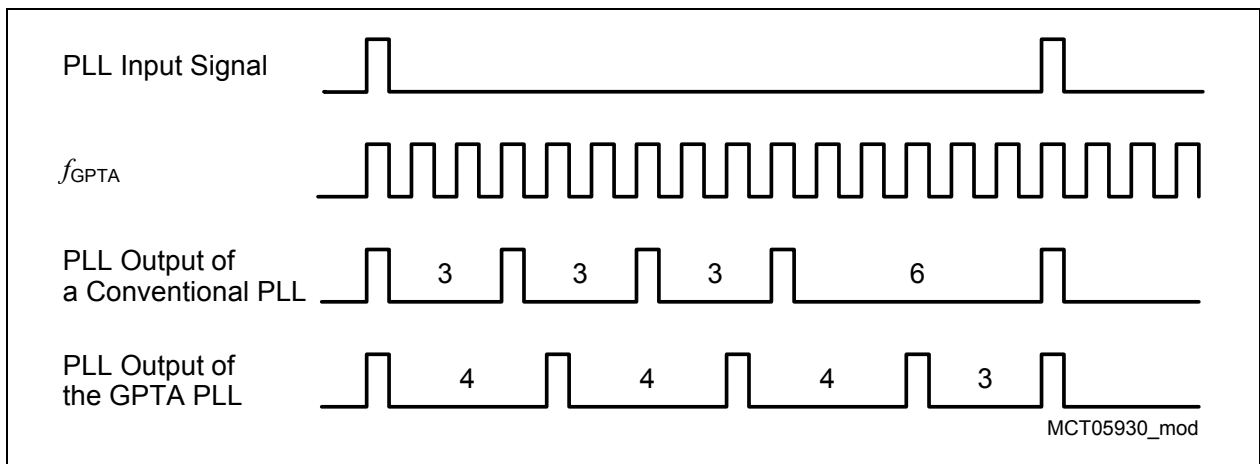 PLL Input Signal
fGPTA
PLL Output of
a Conventional PLL
3 3 3 6
PLL Output of
the GPTA PLL
4 4 4 3
MCT05930_mod